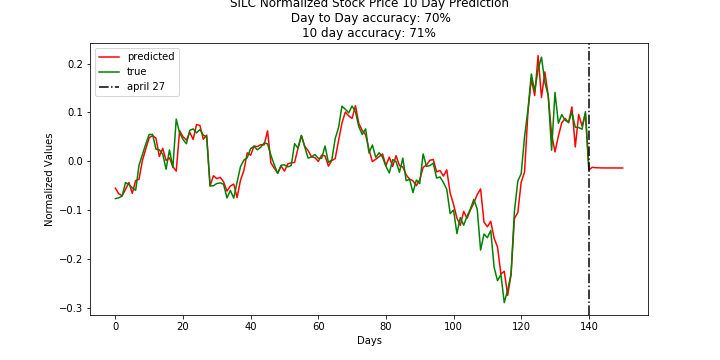 SILC Normalized Stock Price 10 Day Prediction
Day to Day accuracy: 70%
10 day accuracy: 71%
predicted
true
april 27
Normalized Values
0.2
0.1
0.0
−0.1
−0.2
−0.3
0 20 40 60 80 100 120 140
Days